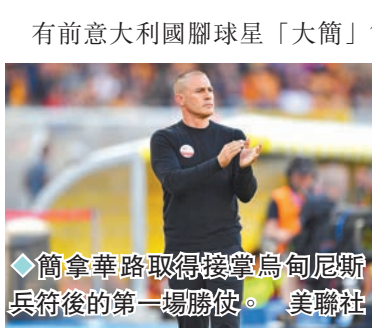 有前意大利國腳球星「大簡」
◆簡拿華路取得接掌烏甸尼斯
兵符後的第一場勝仗。 美聯社